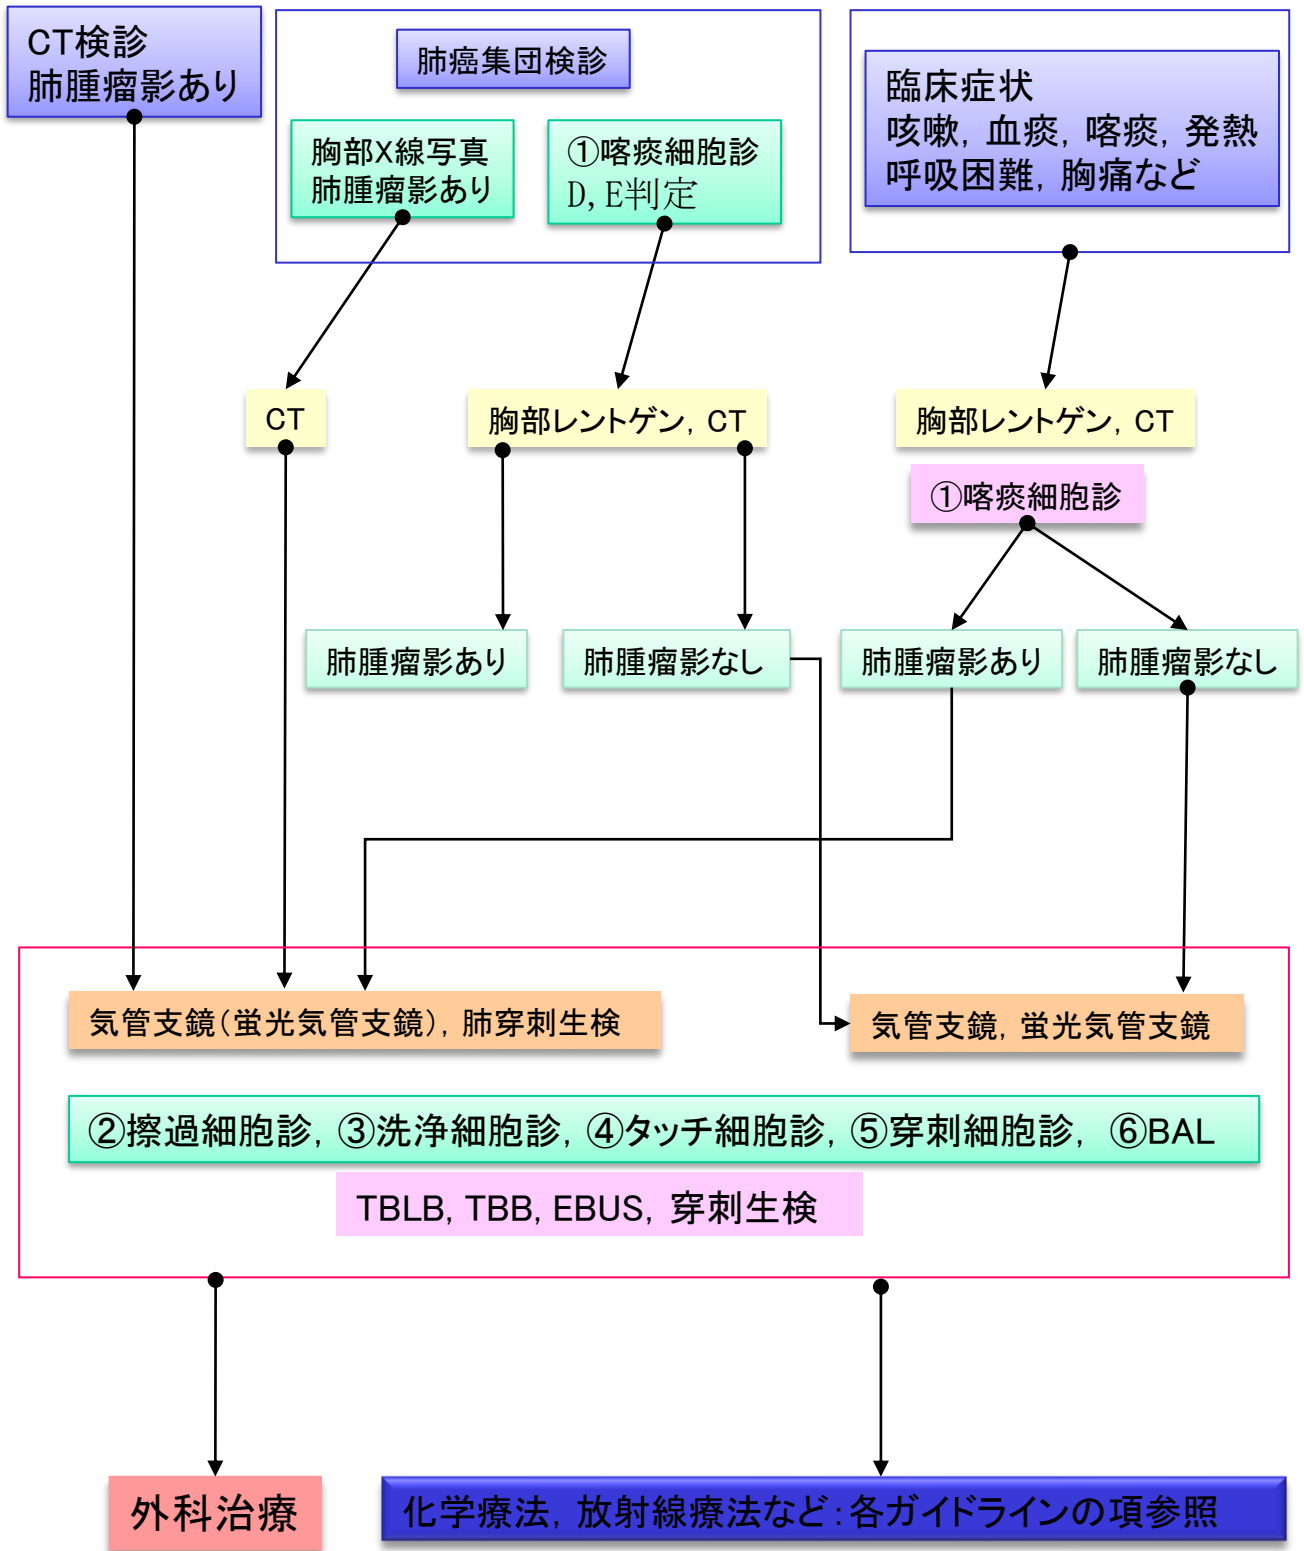 CT検診
肺腫瘤影あり
肺癌集団検診
胸部X線写真
肺腫瘤影あり
①喀痰細胞診
D, E判定
臨床症状
咳嗽, 血痰, 喀痰, 発熱
呼吸困難, 胸痛など
CT
胸部レントゲン, CT
胸部レントゲン, CT
①喀痰細胞診
肺腫瘤影あり
肺腫瘤影なし
肺腫瘤影あり
肺腫瘤影なし
気管支鏡(蛍光気管支鏡), 肺穿刺生検
気管支鏡, 蛍光気管支鏡
②擦過細胞診, ③洗浄細胞診, ④タッチ細胞診, ⑤穿刺細胞診, ⑥BAL
TBLB, TBB, EBUS, 穿刺生検
外科治療
化学療法, 放射線療法など:各ガイドラインの項参照